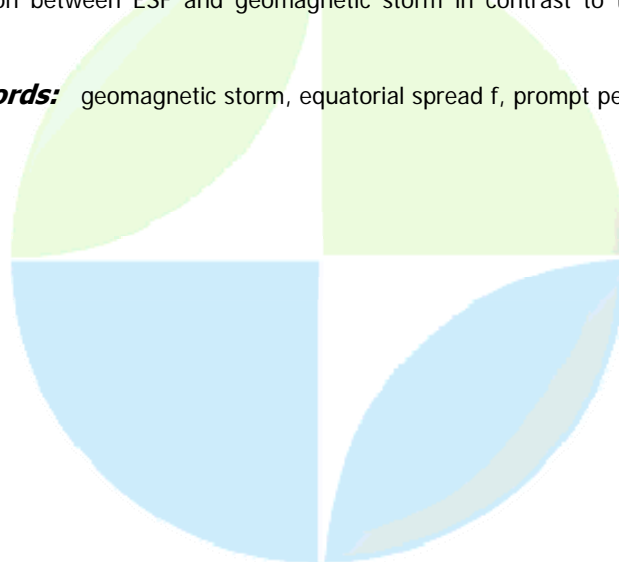 on between ESF and geomagnetic storm in contrast to t
ords: geomagnetic storm, equatorial spread f, prompt pe